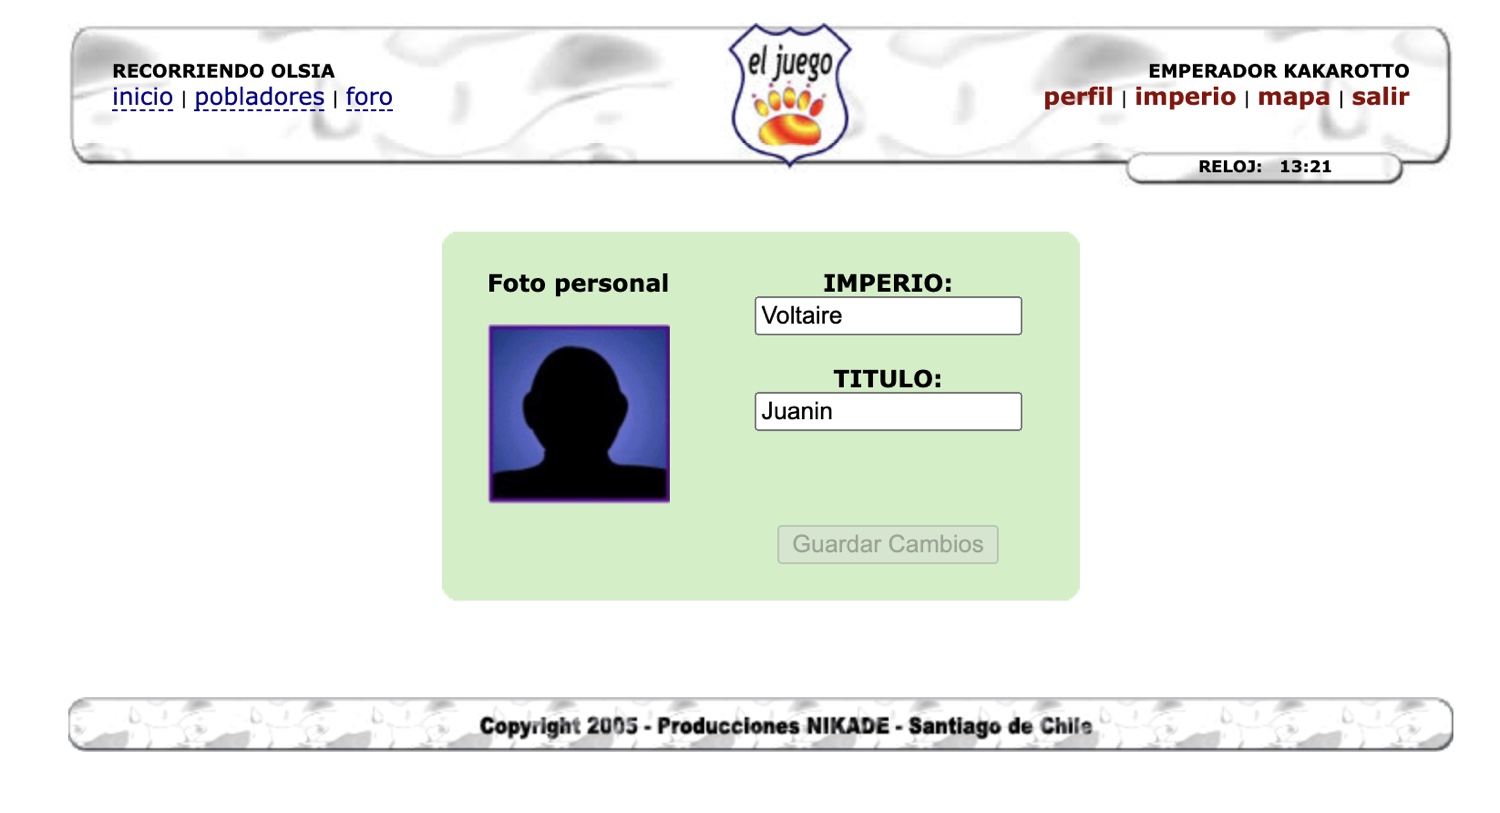 RECORRIENDO OLSIA
inicio | pobladores | foro
el juego
EMPERADOR KAKAROTTO
perfil | imperio | mapa | salir
RELOJ: 13:21
Foto personal
IMPERIO:
Voltaire
TITULO:
Juanin
Guardar Cambios
Copyright 2005 - Producciones NIKADE - Santiago de Chile